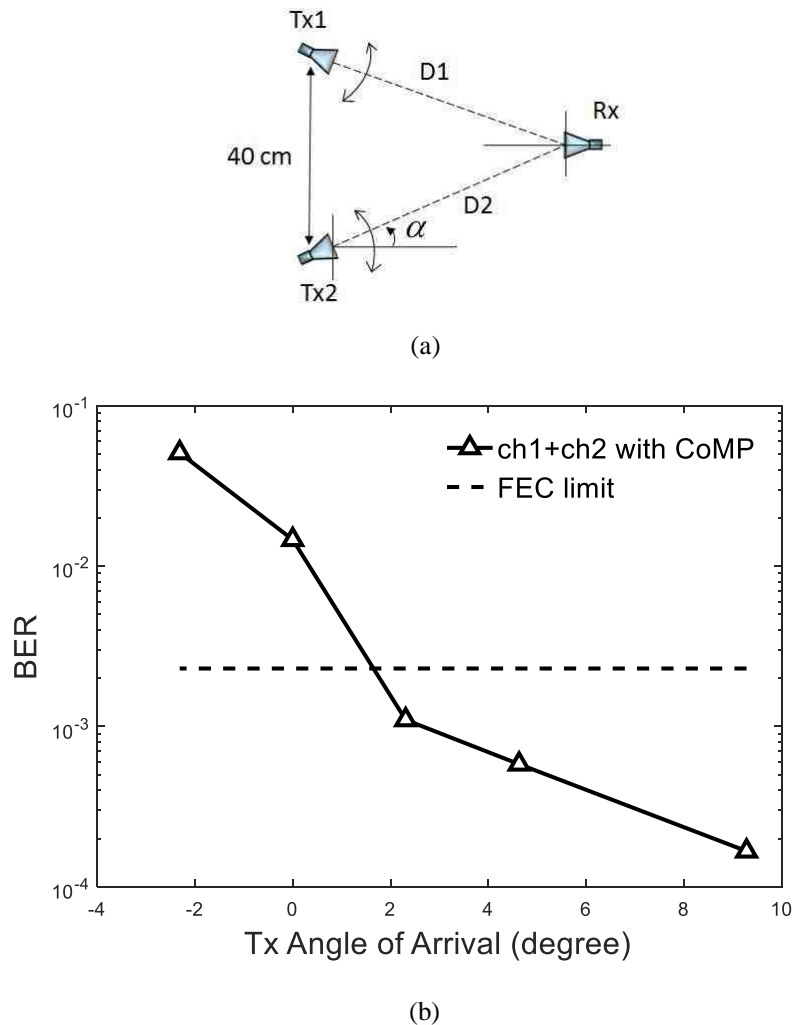 Tx1
D1
Rx
40 cm
D2
α
Tx2
(a)
10⁻¹
ch1+ch2 with CoMP
FEC limit
10⁻²
BER
10⁻³
10⁻⁴
-4 -2 0 2 4 6 8 10
Tx Angle of Arrival (degree)
(b)